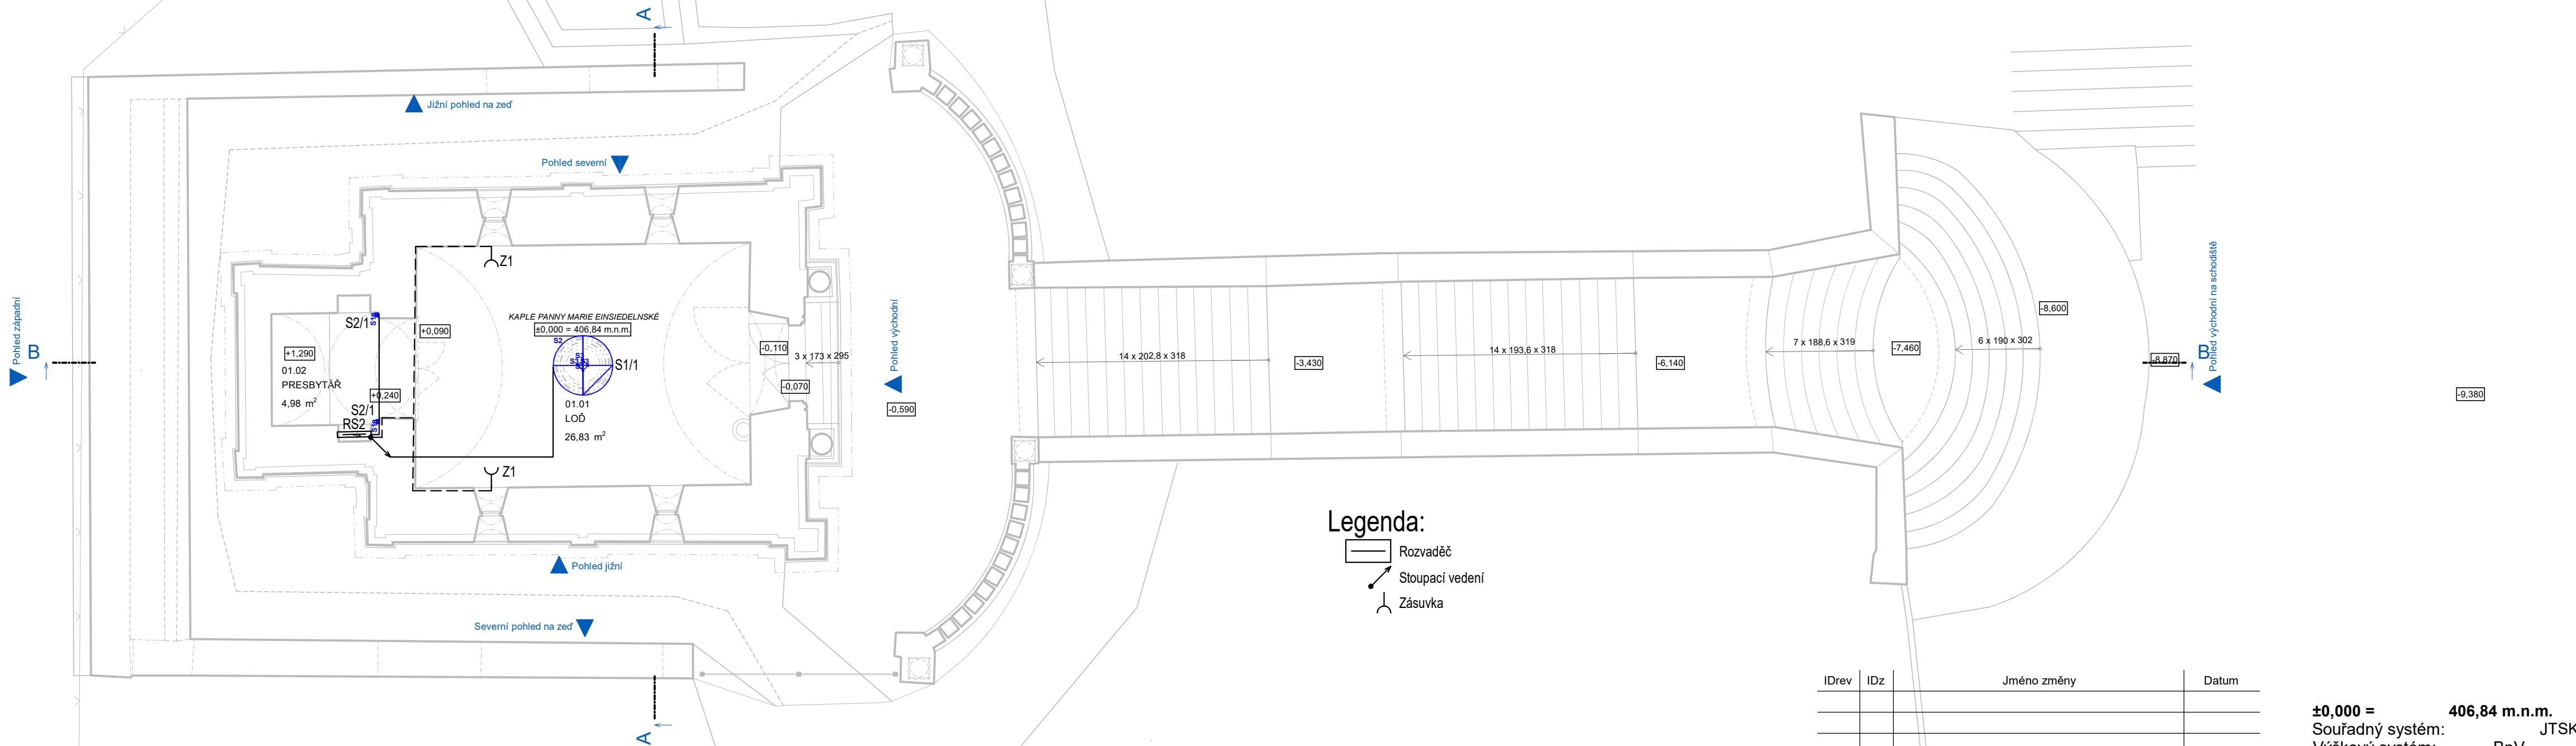 A
Jižní pohled na zeď
Pohled severní
Z1
KAPLE PANNY MARIE EINSIEDELNSKÉ
±0,000 = 406,84 m.n.m.
S2/1
S1
+0,090
+1,290
01.02
PRESBYTÁŘ
4,98 m²
+0,240
S2/1
RS2
S2
S1/1
01.01
LOĎ
26,83 m²
Z1
-0,110
3 x 173 x 295
-0,070
-0,590
Pohled západní
B
Pohled východní
14 x 202,8 x 318
-3,430
14 x 193,6 x 318
-6,140
7 x 188,6 x 319
-7,460
6 x 190 x 302
-8,600
-8,870
B
Pohled východní na schodiště
-9,380
Pohled jižní
Severní pohled na zeď
A
Legenda:
Rozvaděč
Stoupací vedení
Zásuvka
IDrev IDz Jméno změny Datum
±0,000 = 406,84 m.n.m.
Souřadný systém: JTSK
Výškový systém: BpV